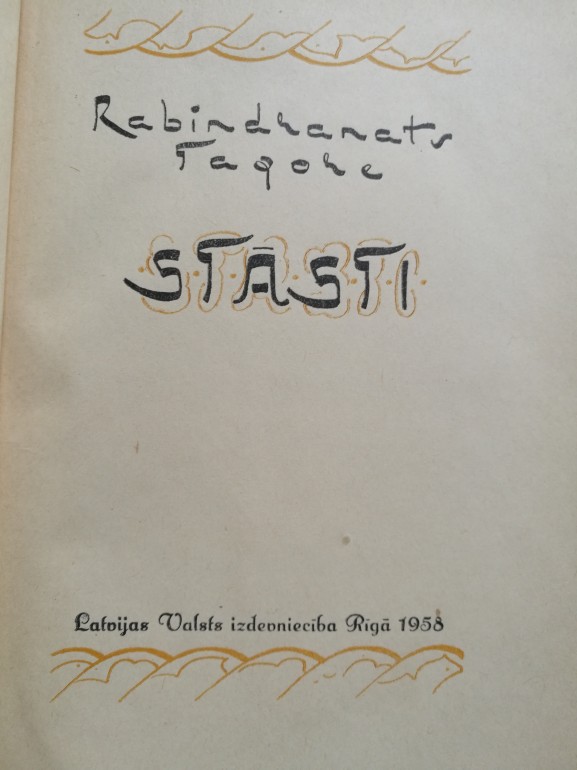 Rabindranats
Tagore
STĀSTI
Latvijas Valsts izdevniecība Rīgā 1958